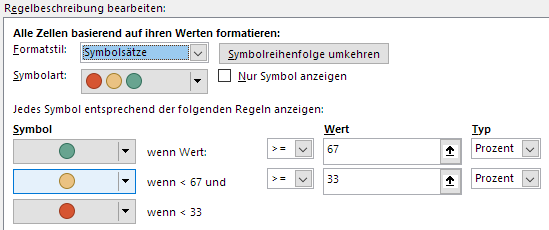 Regelbeschreibung bearbeiten:
Alle Zellen basierend auf ihren Werten formatieren:
Formatstil: Symbolsätze Symbolreihenfolge umkehren
Symbolart: Nur Symbol anzeigen
Jedes Symbol entsprechend der folgenden Regeln anzeigen:
Symbol Wert Typ
wenn Wert: >= 67 Prozent
wenn < 67 und >= 33 Prozent
wenn < 33